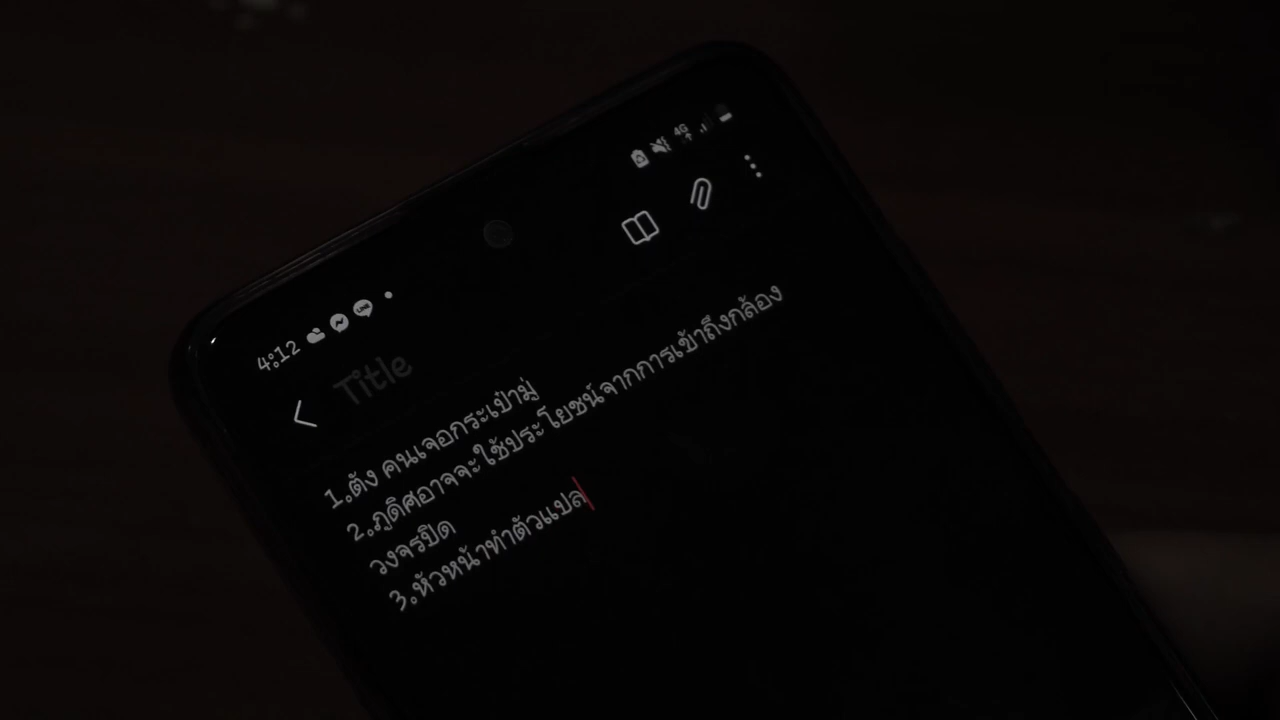 4:12
4G
Title
1.ตัง คนเจอกระเป๋ามู่
2.ภูดิศอาจจะใช้ประโยชน์จากการเข้าถึงกล้อง
วงจรปิด
3.หัวหน้าทำตัวแปล